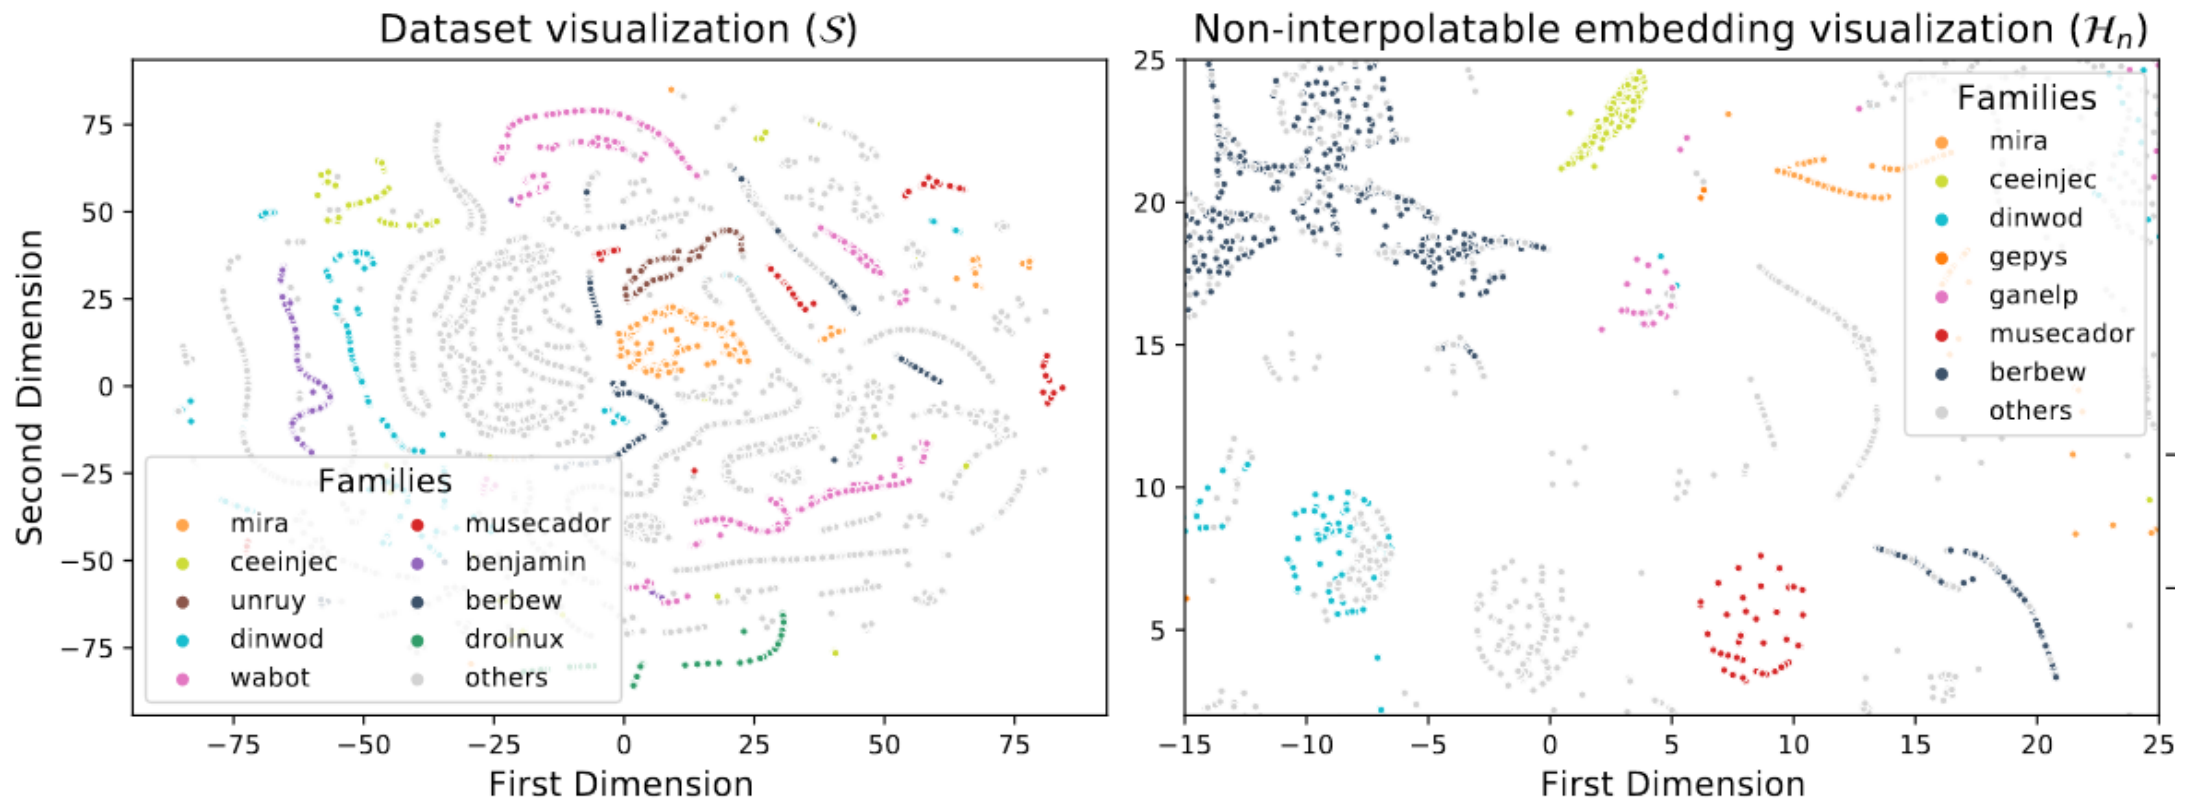 Dataset visualization (𝒮)
Second Dimension
75
50
25
0
−25
−50
−75
Families
mira
ceeinjec
unruy
dinwod
wabot
musecador
benjamin
berbew
drolnux
others
−75 −50 −25 0 25 50 75
First Dimension
Non-interpolatable embedding visualization (ℋn)
25
20
15
10
5
Families
mira
ceeinjec
dinwod
gepys
ganelp
musecador
berbew
others
−15 −10 −5 0 5 10 15 20 25
First Dimension